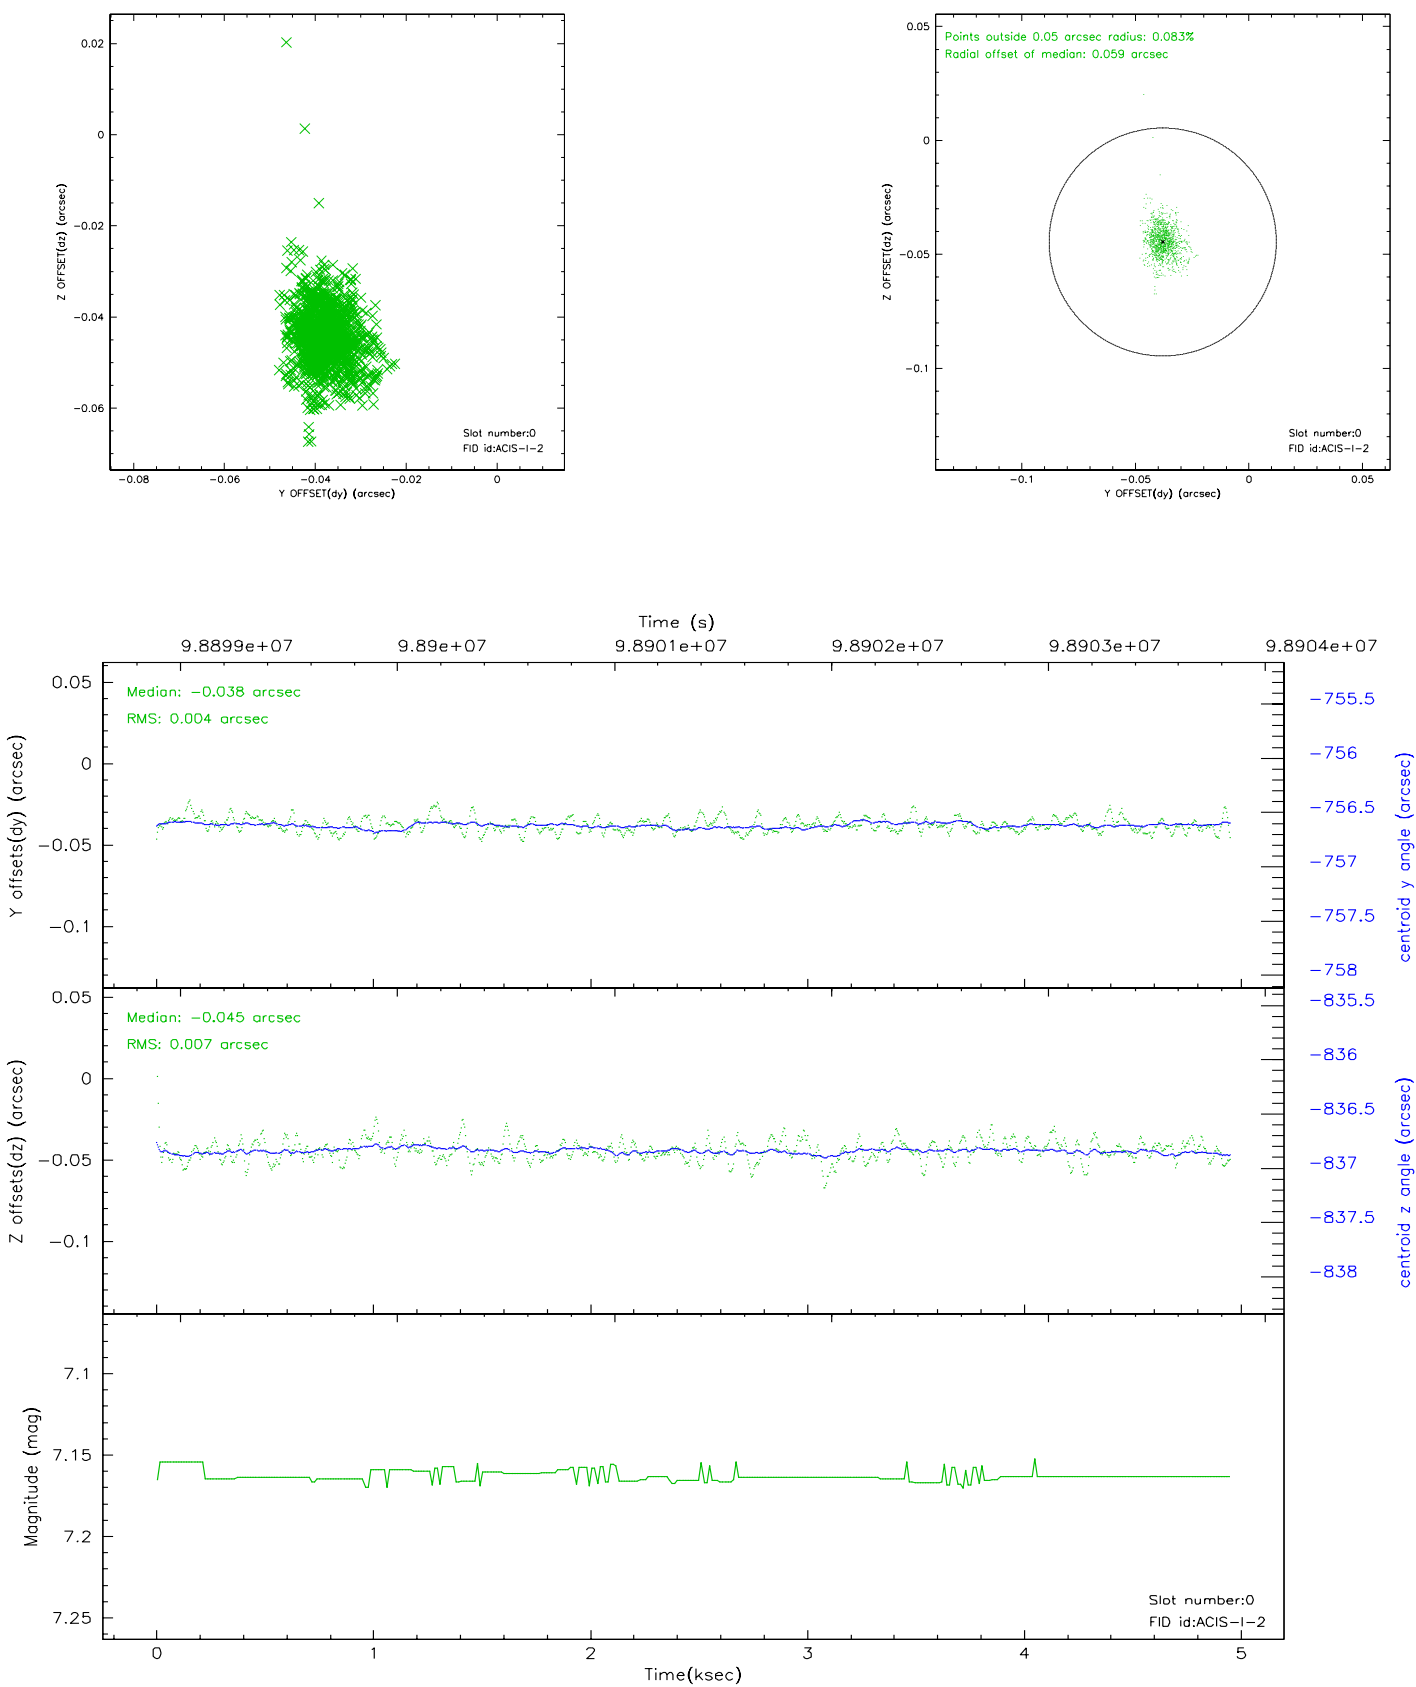 0.02
0
−0.02
−0.04
−0.06
Z OFFSET(dz) (arcsec)
Slot number:0
FID id:ACIS−I−2
−0.08 −0.06 −0.04 −0.02 0
Y OFFSET(dy) (arcsec)
Points outside 0.05 arcsec radius: 0.083%
Radial offset of median: 0.059 arcsec
0.05
0
−0.05
−0.1
Z OFFSET(dz) (arcsec)
Slot number:0
FID id:ACIS−I−2
−0.1 −0.05 0 0.05
Y OFFSET(dy) (arcsec)
Time (s)
9.8899e+07 9.89e+07 9.8901e+07 9.8902e+07 9.8903e+07 9.8904e+07
Median: −0.038 arcsec
RMS: 0.004 arcsec
0.05
0
−0.05
−0.1
Y offsets(dy) (arcsec)
−755.5
−756
−756.5
−757
−757.5
−758
centroid y angle (arcsec)
Median: −0.045 arcsec
RMS: 0.007 arcsec
0.05
0
−0.05
−0.1
Z offsets(dz) (arcsec)
−835.5
−836
−836.5
−837
−837.5
−838
centroid z angle (arcsec)
7.1
7.15
7.2
7.25
Magnitude (mag)
Slot number:0
FID id:ACIS−I−2
0 1 2 3 4 5
Time(ksec)